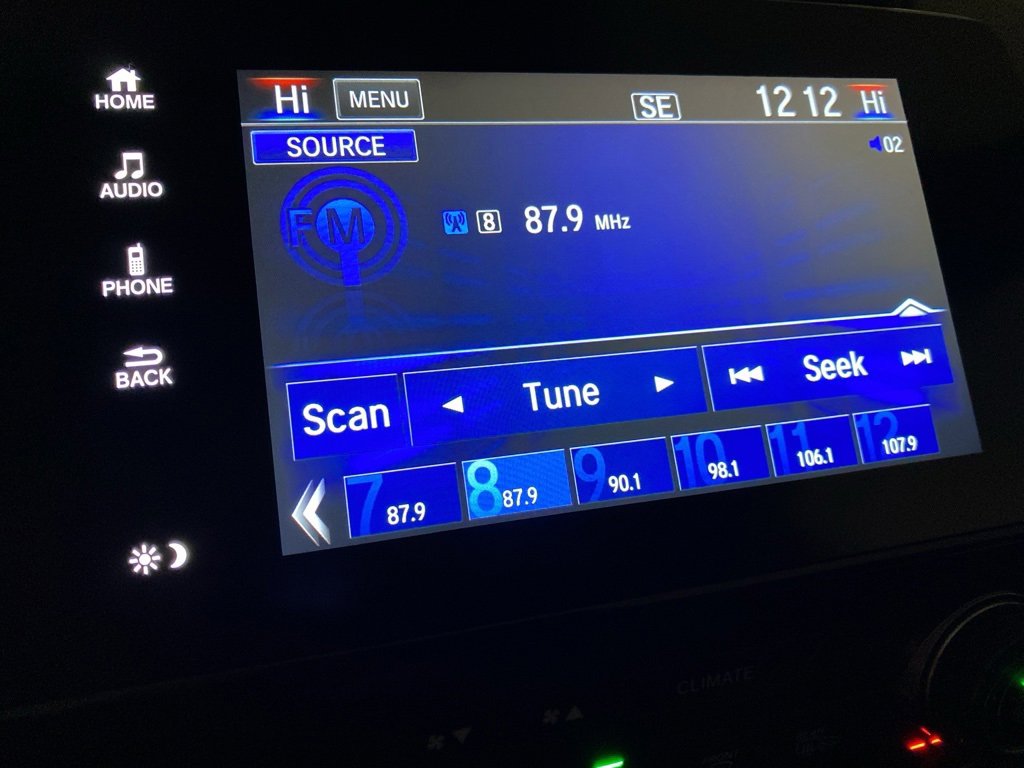 HOME
AUDIO
PHONE
BACK
Hi MENU SE 12 12 Hi
SOURCE 02
FM 8 87.9 MHz
Scan Tune Seek
7 87.9 8 87.9 9 90.1 10 98.1 11 106.1 12 107.9
CLIMATE